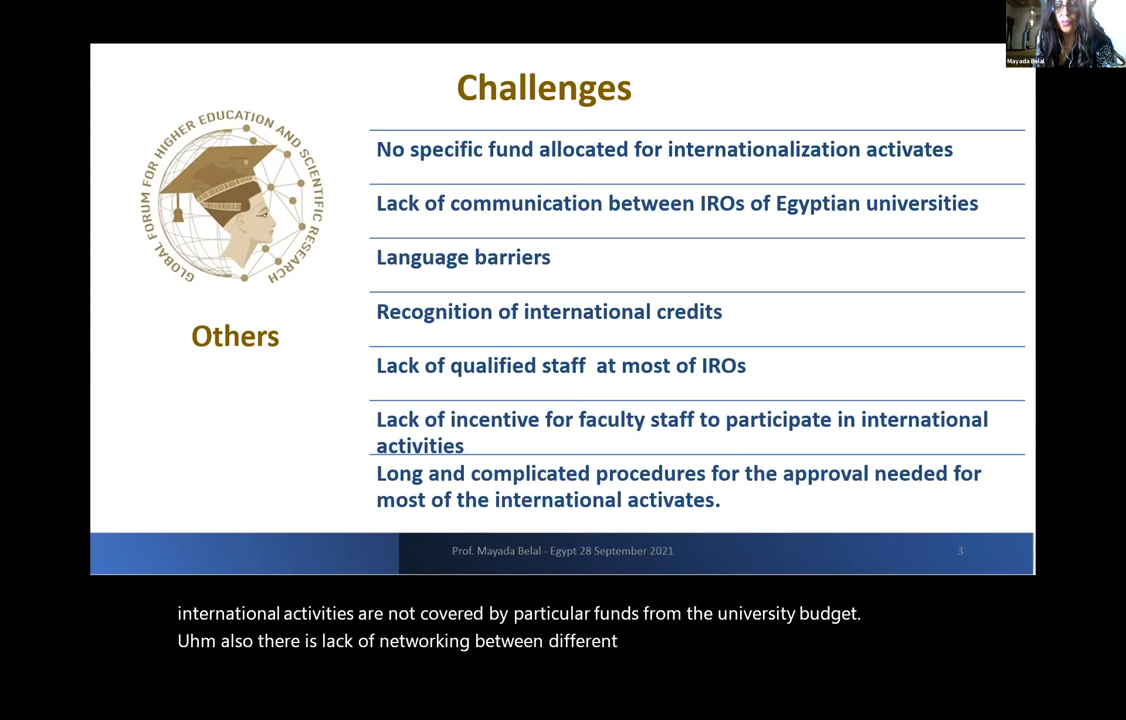 Mayada Belal
Challenges
GLOBAL FORUM FOR HIGHER EDUCATION AND SCIENTIFIC RESEARCH
Others
No specific fund allocated for internationalization activates
Lack of communication between IROs of Egyptian universities
Language barriers
Recognition of international credits
Lack of qualified staff  at most of IROs
Lack of incentive for faculty staff to participate in international
activities
Long and complicated procedures for the approval needed for
most of the international activates.
Prof. Mayada Belal - Egypt 28 September 2021
3
international activities are not covered by particular funds from the university budget.
Uhm also there is lack of networking between different